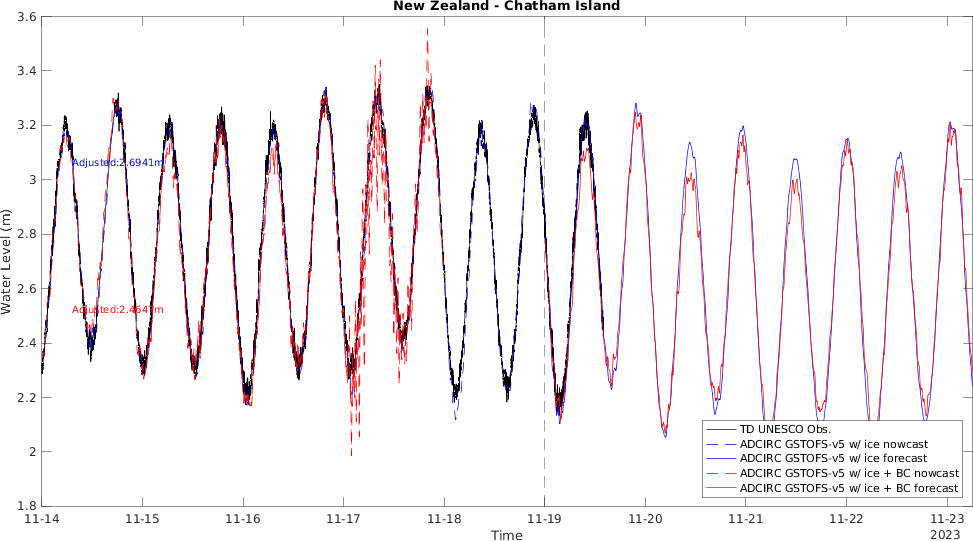 New Zealand - Chatham Island
Water Level (m)
3.6
3.4
3.2
3
2.8
2.6
2.4
2.2
2
1.8
Adjusted:2.6941m
Adjusted:2.4647m
TD UNESCO Obs.
ADCIRC GSTOFS-v5 w/ ice nowcast
ADCIRC GSTOFS-v5 w/ ice forecast
ADCIRC GSTOFS-v5 w/ ice + BC nowcast
ADCIRC GSTOFS-v5 w/ ice + BC forecast
11-14 11-15 11-16 11-17 11-18 11-19 11-20 11-21 11-22 11-23
Time
2023